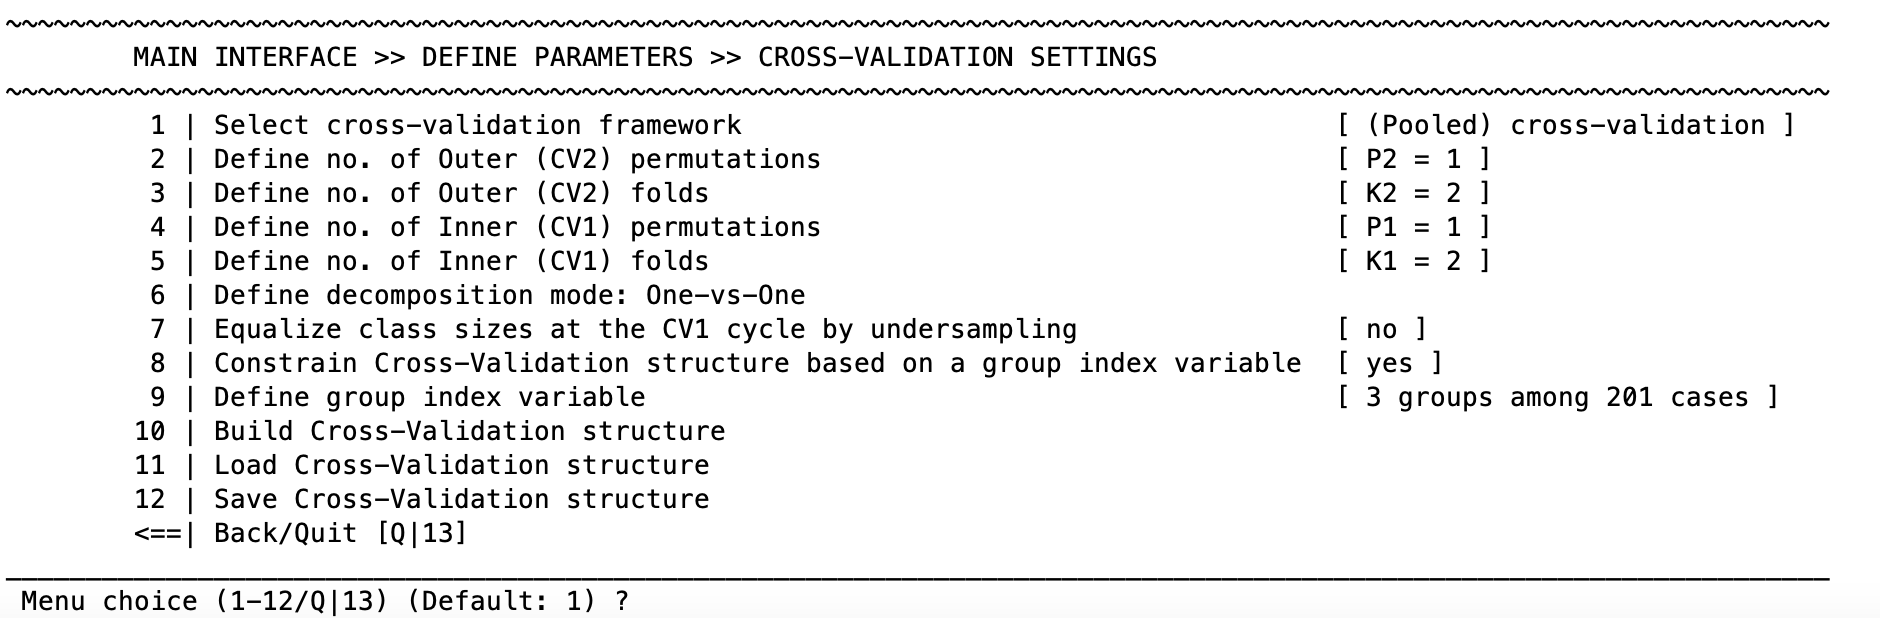 MAIN INTERFACE >> DEFINE PARAMETERS >> CROSS-VALIDATION SETTINGS
1 | Select cross-validation framework [ (Pooled) cross-validation ]
2 | Define no. of Outer (CV2) permutations [ P2 = 1 ]
3 | Define no. of Outer (CV2) folds [ K2 = 2 ]
4 | Define no. of Inner (CV1) permutations [ P1 = 1 ]
5 | Define no. of Inner (CV1) folds [ K1 = 2 ]
6 | Define decomposition mode: One-vs-One
7 | Equalize class sizes at the CV1 cycle by undersampling [ no ]
8 | Constrain Cross-Validation structure based on a group index variable [ yes ]
9 | Define group index variable [ 3 groups among 201 cases ]
10 | Build Cross-Validation structure
11 | Load Cross-Validation structure
12 | Save Cross-Validation structure
<==| Back/Quit [Q|13]
Menu choice (1-12/Q|13) (Default: 1) ?